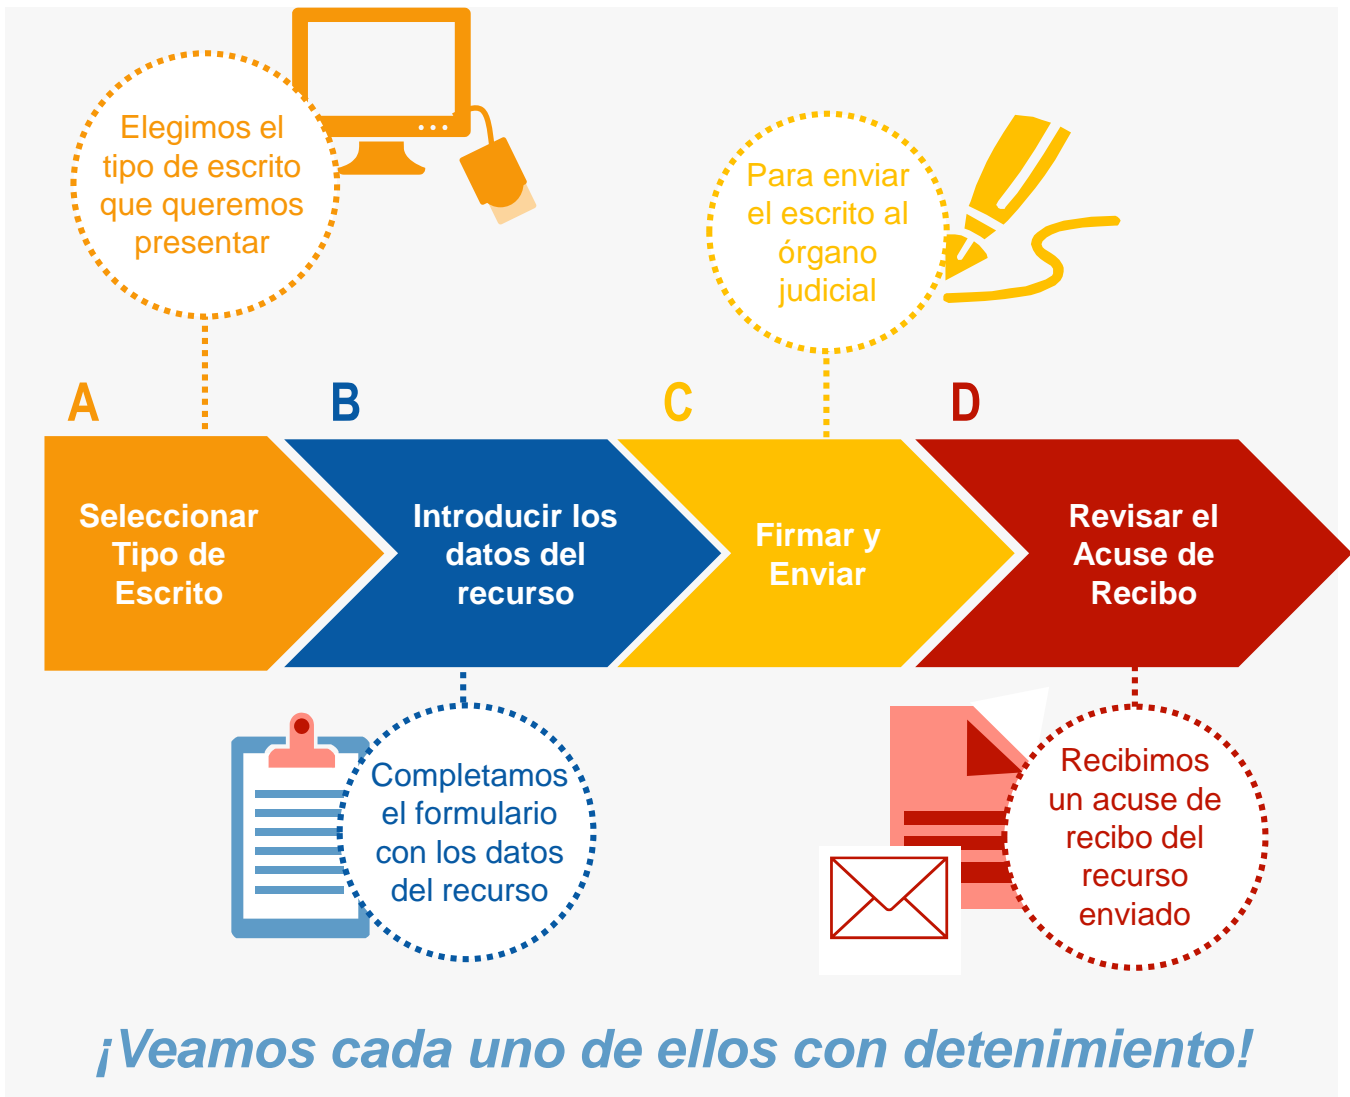 Elegimos el
tipo de escrito
que queremos
presentar
Para enviar
el escrito al
órgano
judicial
A
B
C
D
Seleccionar
Tipo de
Escrito
Introducir los
datos del
recurso
Firmar y
Enviar
Revisar el
Acuse de
Recibo
Completamos
el formulario
con los datos
del recurso
Recibimos
un acuse de
recibo del
recurso
enviado
¡Veamos cada uno de ellos con detenimiento!